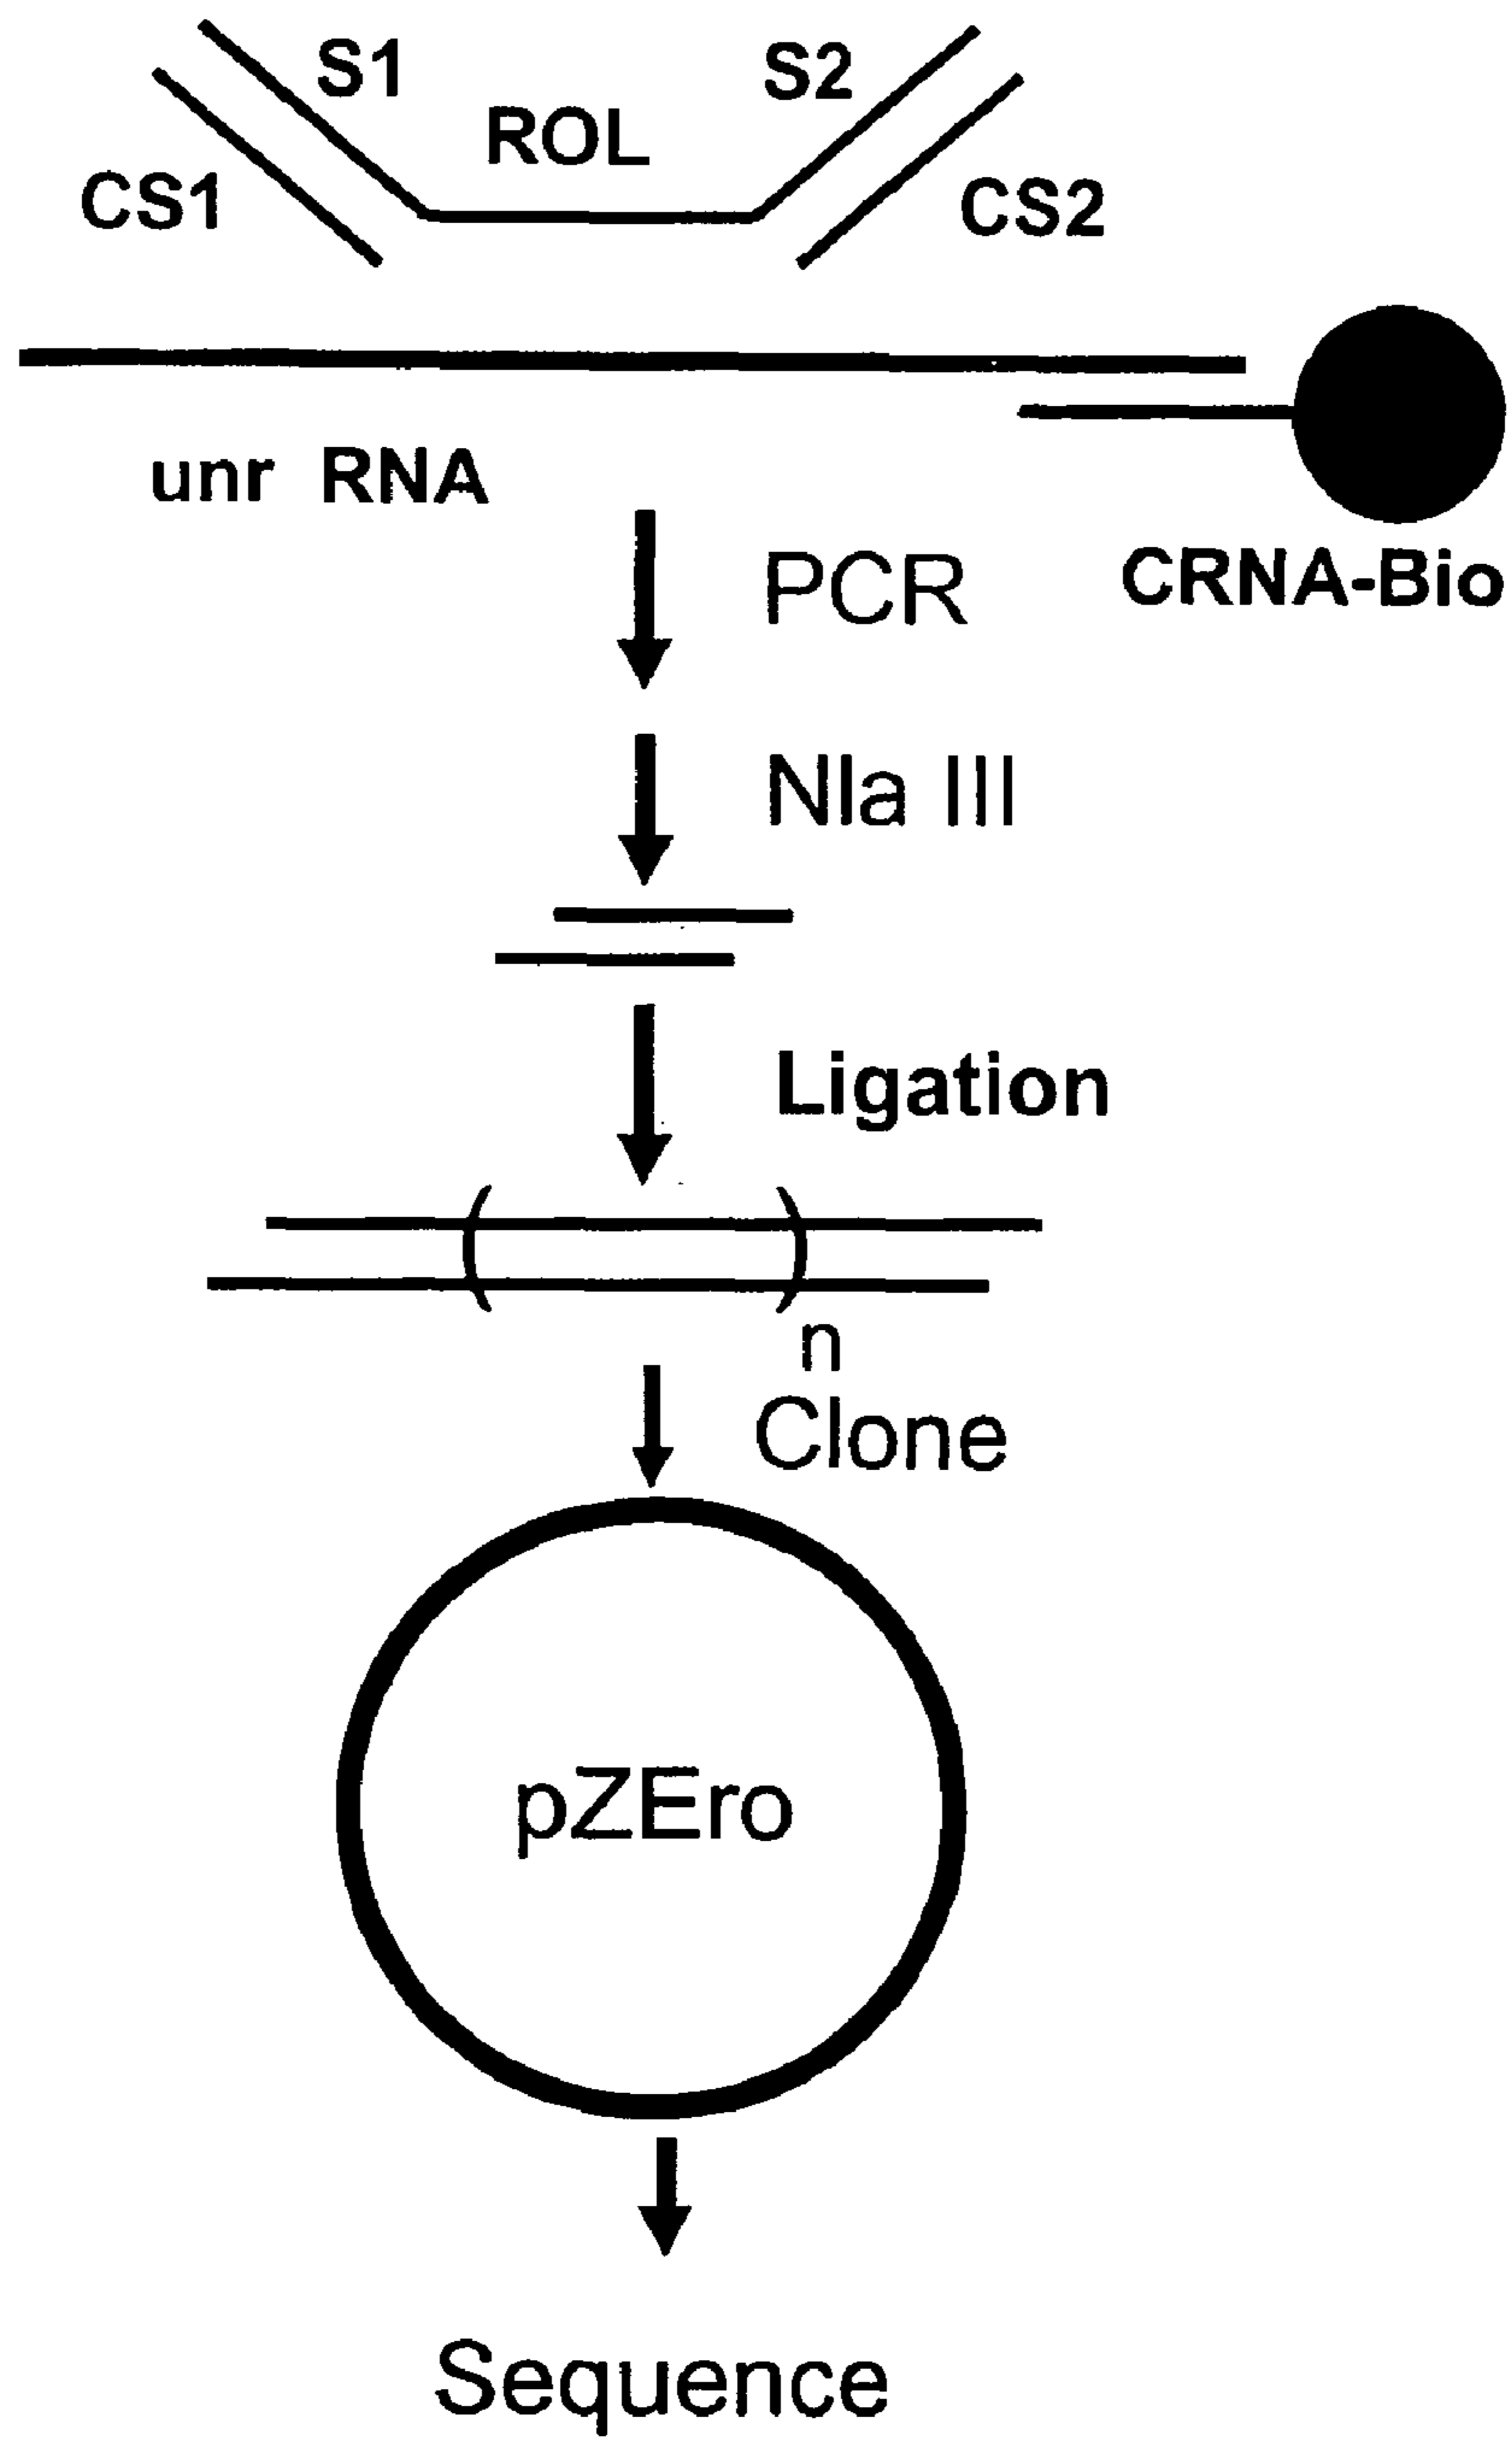 S1
S2
ROL
CS1
CS2
unr RNA
CRNA-Bio
PCR
Nla III
Ligation
n
Clone
pZEro
Sequence